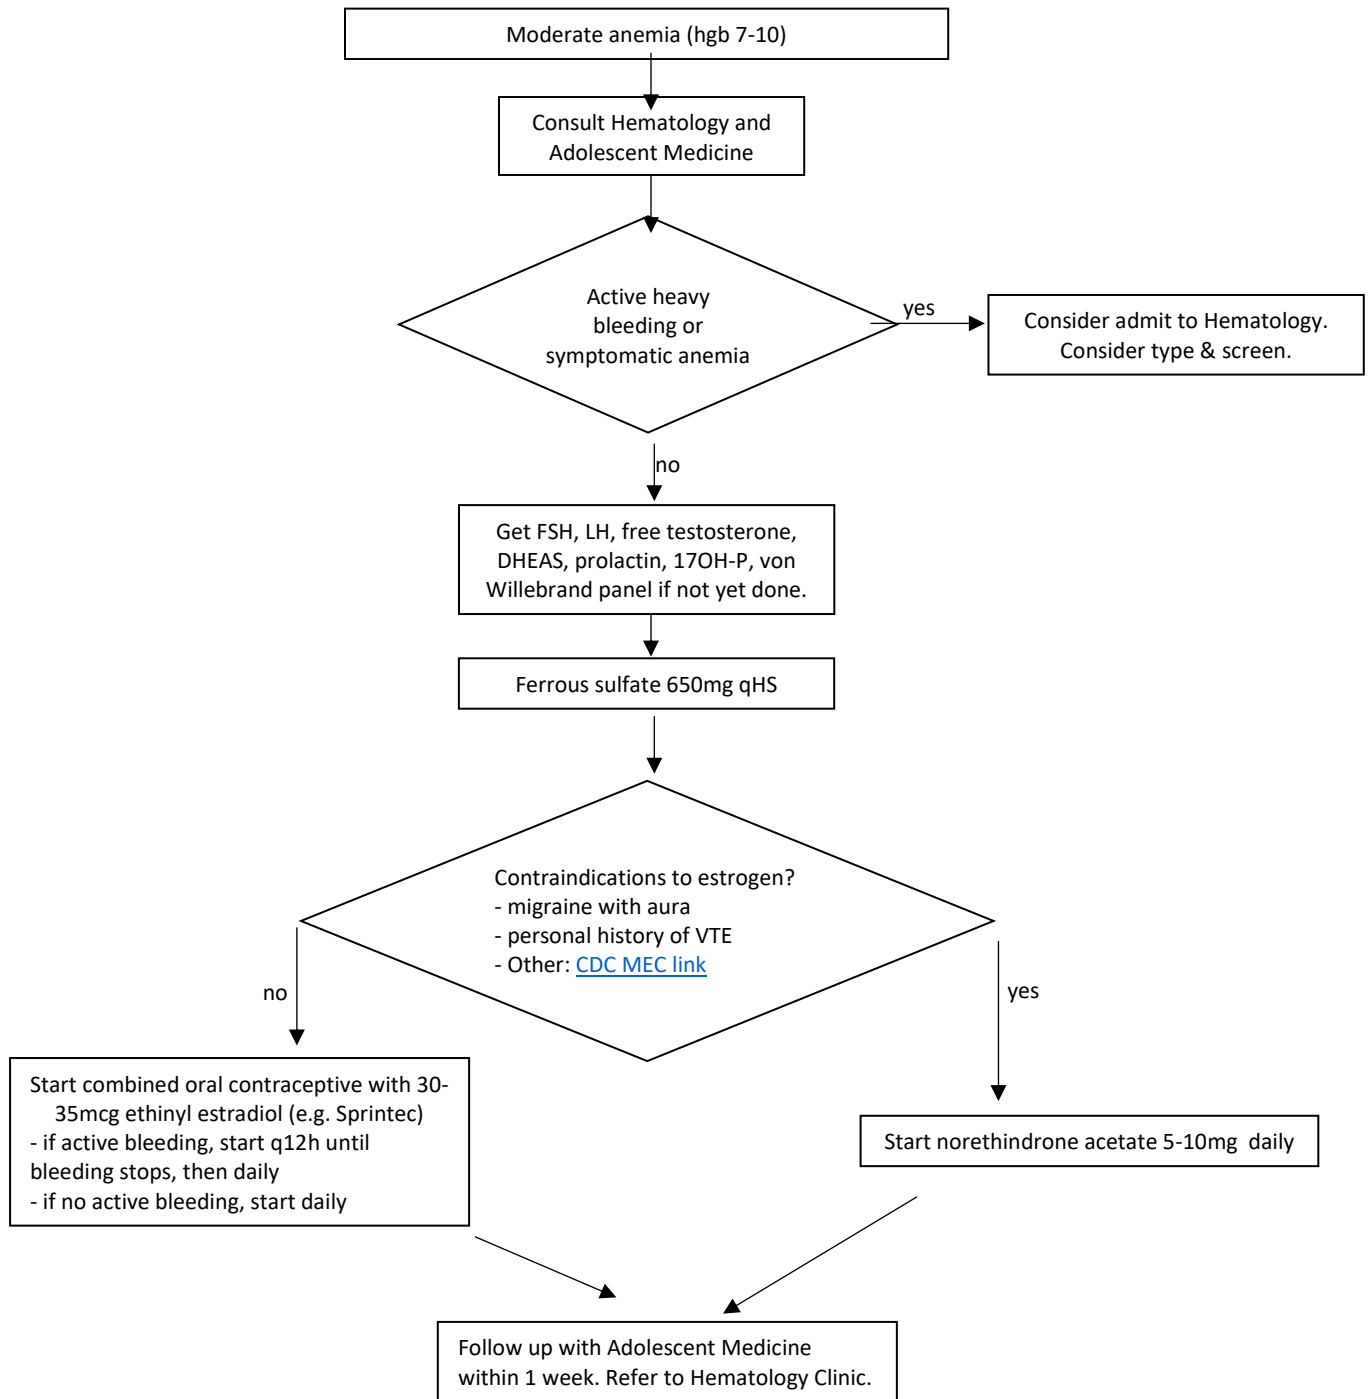 Moderate anemia (hgb 7-10)
Consult Hematology and
Adolescent Medicine
Active heavy
bleeding or
symptomatic anemia
yes
Consider admit to Hematology.
Consider type & screen.
no
Get FSH, LH, free testosterone,
DHEAS, prolactin, 17OH-P, von
Willebrand panel if not yet done.
Ferrous sulfate 650mg qHS
Contraindications to estrogen?
- migraine with aura
- personal history of VTE
- Other: CDC MEC link
no
yes
Start combined oral contraceptive with 30-
35mcg ethinyl estradiol (e.g. Sprintec)
- if active bleeding, start q12h until
bleeding stops, then daily
- if no active bleeding, start daily
Start norethindrone acetate 5-10mg  daily
Follow up with Adolescent Medicine
within 1 week. Refer to Hematology Clinic.